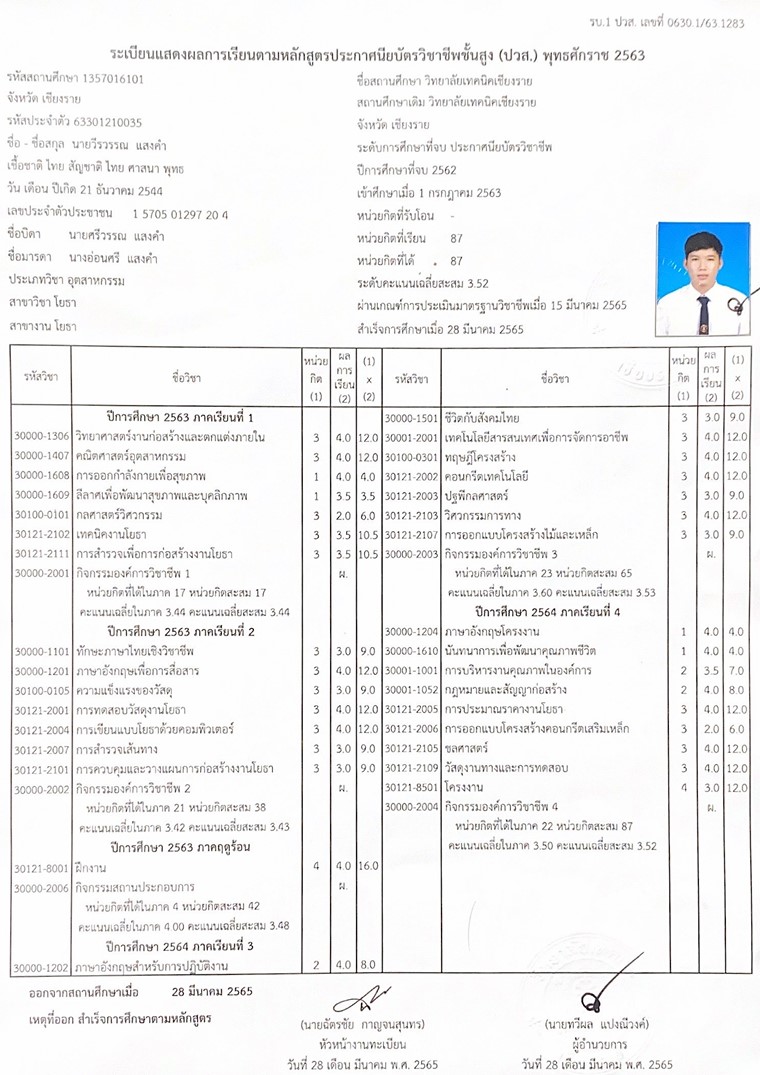 รบ.1 ปวส. เลขที่ 0630.1/63.1283
ระเบียนแสดงผลการเรียนตามหลักสูตรประกาศนียบัตรวิชาชีพชั้นสูง (ปวส.) พุทธศักราช 2563
รหัสสถานศึกษา 1357016101
จังหวัด เชียงราย
รหัสประจำตัว 63301210035
ชื่อ - ชื่อสกุล นายวีรวรรณ แสงคำ
เชื้อชาติ ไทย สัญชาติ ไทย ศาสนา พุทธ
วัน เดือน ปีเกิด 21 ธันวาคม 2544
เลขประจำตัวประชาชน 1 5705 01297 20 4
ชื่อบิดา นายศรีวรรณ แสงคำ
ชื่อมารดา นางอ่อนศรี แสงคำ
ประเภทวิชา อุตสาหกรรม
สาขาวิชา โยธา
สาขางาน โยธา
ชื่อสถานศึกษา วิทยาลัยเทคนิคเชียงราย
สถานศึกษาเดิม วิทยาลัยเทคนิคเชียงราย
จังหวัด เชียงราย
ระดับการศึกษาที่จบ ประกาศนียบัตรวิชาชีพ
ปีการศึกษาที่จบ 2562
เข้าศึกษาเมื่อ 1 กรกฎาคม 2563
หน่วยกิตที่รับโอน -
หน่วยกิตที่เรียน 87
หน่วยกิตที่ได้ 87
ระดับคะแนนเฉลี่ยสะสม 3.52
ผ่านเกณฑ์การประเมินมาตรฐานวิชาชีพเมื่อ 15 มีนาคม 2565
สำเร็จการศึกษาเมื่อ 28 มีนาคม 2565
รหัสวิชา ชื่อวิชา หน่วยกิต (1) ผลการเรียน (2) (1) x (2)
ปีการศึกษา 2563 ภาคเรียนที่ 1
30000-1306 วิทยาศาสตร์งานก่อสร้างและตกแต่งภายใน 3 4.0 12.0
30000-1407 คณิตศาสตร์อุตสาหกรรม 3 4.0 12.0
30000-1608 การออกกำลังกายเพื่อสุขภาพ 1 4.0 4.0
30000-1609 ลีลาศเพื่อพัฒนาสุขภาพและบุคลิกภาพ 1 3.5 3.5
30100-0101 กลศาสตร์วิศวกรรม 3 2.0 6.0
30121-2102 เทคนิคงานโยธา 3 3.5 10.5
30121-2111 การสำรวจเพื่อการก่อสร้างงานโยธา 3 3.5 10.5
30000-2001 กิจกรรมองค์การวิชาชีพ 1 ผ.
หน่วยกิตที่ได้ในภาค 17 หน่วยกิตสะสม 17
คะแนนเฉลี่ยในภาค 3.44 คะแนนเฉลี่ยสะสม 3.44
ปีการศึกษา 2563 ภาคเรียนที่ 2
30000-1101 ทักษะภาษาไทยเชิงวิชาชีพ 3 3.0 9.0
30000-1201 ภาษาอังกฤษเพื่อการสื่อสาร 3 4.0 12.0
30100-0105 ความแข็งแรงของวัสดุ 3 3.0 9.0
30121-2001 การทดสอบวัสดุงานโยธา 3 4.0 12.0
30121-2004 การเขียนแบบโยธาด้วยคอมพิวเตอร์ 3 4.0 12.0
30121-2007 การสำรวจเส้นทาง 3 3.0 9.0
30121-2101 การควบคุมและวางแผนการก่อสร้างงานโยธา 3 3.0 9.0
30000-2002 กิจกรรมองค์การวิชาชีพ 2 ผ.
หน่วยกิตที่ได้ในภาค 21 หน่วยกิตสะสม 38
คะแนนเฉลี่ยในภาค 3.42 คะแนนเฉลี่ยสะสม 3.43
ปีการศึกษา 2563 ภาคฤดูร้อน
30121-8001 ฝึกงาน 4 4.0 16.0
30000-2006 กิจกรรมสถานประกอบการ ผ.
หน่วยกิตที่ได้ในภาค 4 หน่วยกิตสะสม 42
คะแนนเฉลี่ยในภาค 4.00 คะแนนเฉลี่ยสะสม 3.48
ปีการศึกษา 2564 ภาคเรียนที่ 3
30000-1202 ภาษาอังกฤษสำหรับการปฏิบัติงาน 2 4.0 8.0
รหัสวิชา ชื่อวิชา หน่วยกิต (1) ผลการเรียน (2) (1) x (2)
30000-1501 ชีวิตกับสังคมไทย 3 3.0 9.0
30001-2001 เทคโนโลยีสารสนเทศเพื่อการจัดการอาชีพ 3 4.0 12.0
30100-0301 ทฤษฎีโครงสร้าง 3 4.0 12.0
30121-2002 คอนกรีตเทคโนโลยี 3 4.0 12.0
30121-2003 ปฐพีกลศาสตร์ 3 3.0 9.0
30121-2103 วิศวกรรมการทาง 3 4.0 12.0
30121-2107 การออกแบบโครงสร้างไม้และเหล็ก 3 3.0 9.0
30000-2003 กิจกรรมองค์การวิชาชีพ 3 ผ.
หน่วยกิตที่ได้ในภาค 23 หน่วยกิตสะสม 65
คะแนนเฉลี่ยในภาค 3.60 คะแนนเฉลี่ยสะสม 3.53
ปีการศึกษา 2564 ภาคเรียนที่ 4
30000-1204 ภาษาอังกฤษโครงงาน 1 4.0 4.0
30000-1610 นันทนาการเพื่อพัฒนาคุณภาพชีวิต 1 4.0 4.0
30001-1001 การบริหารงานคุณภาพในองค์การ 2 3.5 7.0
30001-1052 กฎหมายและสัญญาก่อสร้าง 2 4.0 8.0
30121-2005 การประมาณราคางานโยธา 3 4.0 12.0
30121-2006 การออกแบบโครงสร้างคอนกรีตเสริมเหล็ก 3 2.0 6.0
30121-2105 ชลศาสตร์ 3 4.0 12.0
30121-2109 วัสดุงานทางและการทดสอบ 3 4.0 12.0
30121-8501 โครงงาน 4 3.0 12.0
30000-2004 กิจกรรมองค์การวิชาชีพ 4 ผ.
หน่วยกิตที่ได้ในภาค 22 หน่วยกิตสะสม 87
คะแนนเฉลี่ยในภาค 3.50 คะแนนเฉลี่ยสะสม 3.52
ออกจากสถานศึกษาเมื่อ 28 มีนาคม 2565
เหตุที่ออก สำเร็จการศึกษาตามหลักสูตร
(นายฉัตรชัย กาญจนสุนทร)
หัวหน้างานทะเบียน
วันที่ 28 เดือน มีนาคม พ.ศ. 2565
(นายทวีผล แปงณีวงค์)
ผู้อำนวยการ
วันที่ 28 เดือน มีนาคม พ.ศ. 2565